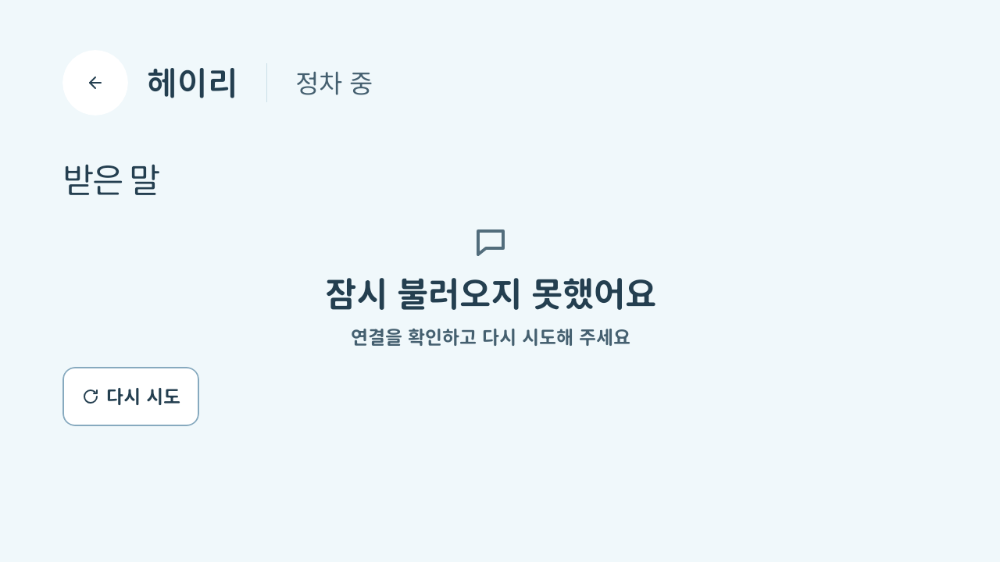 헤이리
정차 중
받은 말
잠시 불러오지 못했어요
연결을 확인하고 다시 시도해 주세요
다시 시도